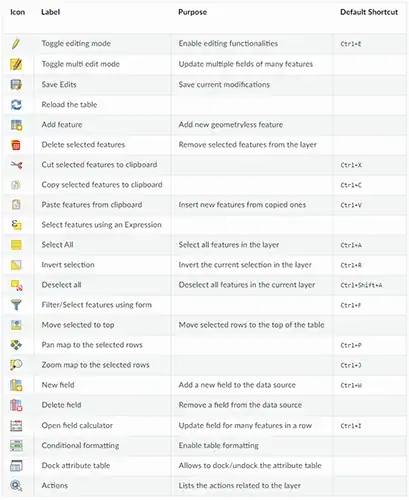 Icon Label Purpose Default Shortcut
Toggle editing mode Enable editing functionalities Ctrl+E
Toggle multi edit mode Update multiple fields of many features
Save Edits Save current modifications
Reload the table
Add feature Add new geometryless feature
Delete selected features Remove selected features from the layer
Cut selected features to clipboard Ctrl+X
Copy selected features to clipboard Ctrl+C
Paste features from clipboard Insert new features from copied ones Ctrl+V
Select features using an Expression
Select All Select all features in the layer Ctrl+A
Invert selection Invert the current selection in the layer Ctrl+R
Deselect all Deselect all features in the current layer Ctrl+Shift+A
Filter/Select features using form Ctrl+F
Move selected to top Move selected rows to the top of the table
Pan map to the selected rows Ctrl+P
Zoom map to the selected rows Ctrl+J
New field Add a new field to the data source Ctrl+W
Delete field Remove a field from the data source
Open field calculator Update field for many features in a row Ctrl+I
Conditional formatting Enable table formatting
Dock attribute table Allows to dock/undock the attribute table
Actions Lists the actions related to the layer